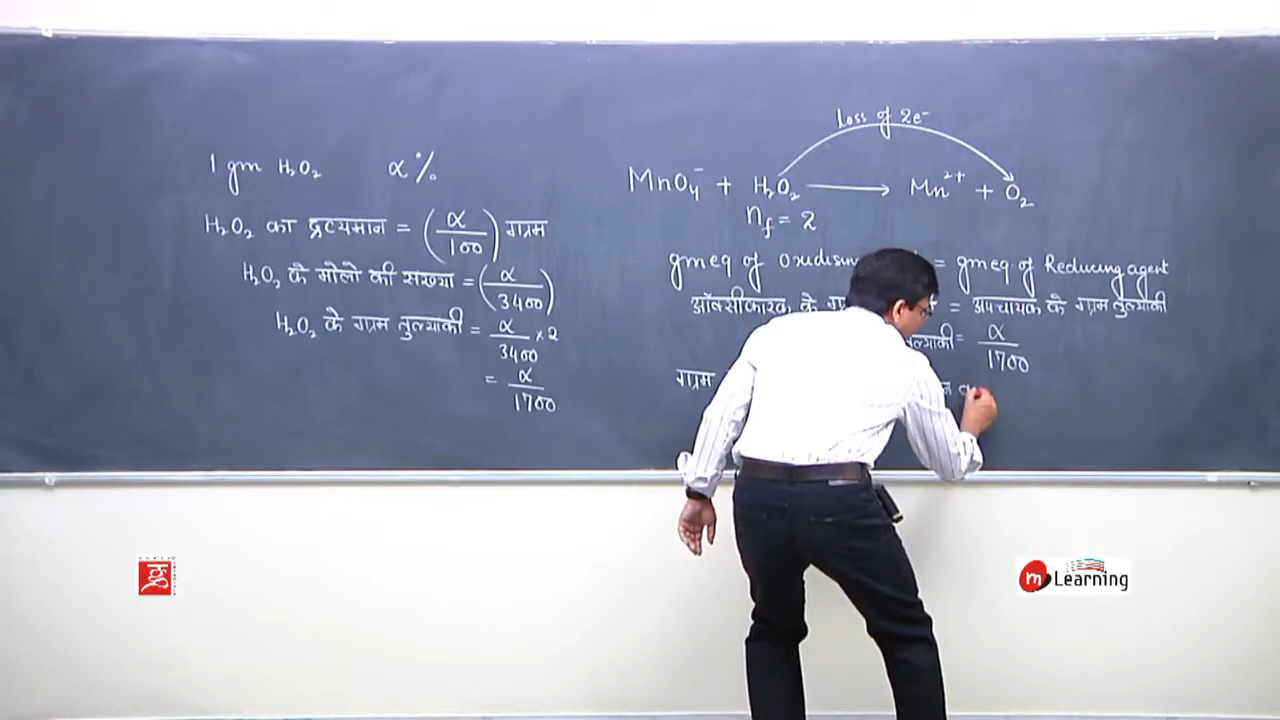 1 gm H₂O₂ α %
H₂O₂ का द्रव्यमान = (α/100) ग्राम
H₂O₂ के मोलो की संख्या = (α/3400)
H₂O₂ के ग्राम तुल्यांकी = α/3400 × 2
= α/1700
Loss of 2e⁻
MnO₄⁻ + H₂O₂ ⟶ Mn²⁺ + O₂
n_f = 2
gmeq of = gmeq of Reducing agent
ऑक्सीकारक के = अपचायक के ग्राम तुल्यांकी
= α/1700
ग्राम
m Learning